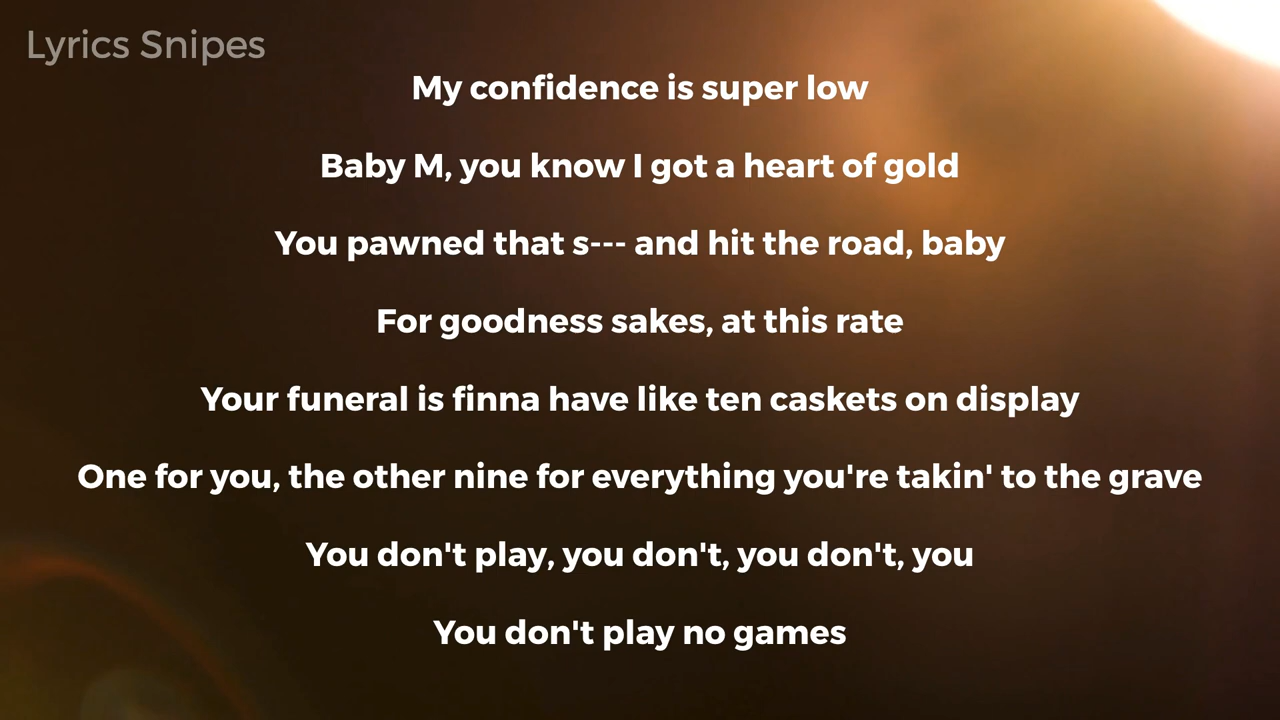 Lyrics Snipes
My confidence is super low
Baby M, you know I got a heart of gold
You pawned that s--- and hit the road, baby
For goodness sakes, at this rate
Your funeral is finna have like ten caskets on display
One for you, the other nine for everything you're takin' to the grave
You don't play, you don't, you don't, you
You don't play no games